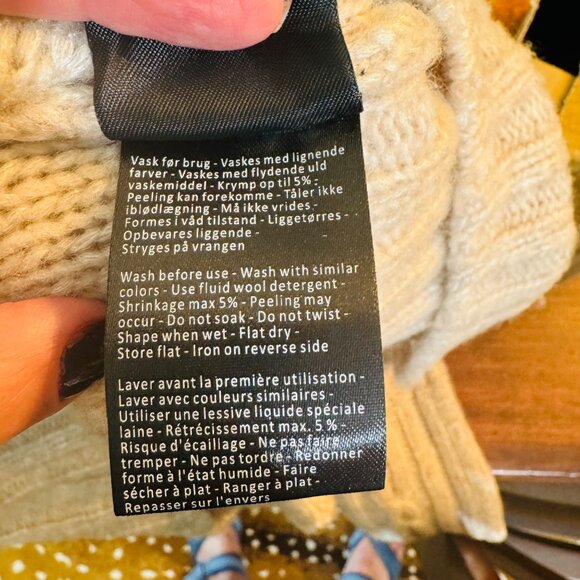 Vask før brug - Vaskes med lignende
farver - Vaskes med flydende uld
vaskemiddel - Krymp op til 5% -
Peeling kan forekomme - Tåler ikke
iblødlægning - Må ikke vrides -
Formes i våd tilstand - Liggetørres -
Opbevares liggende -
Stryges på vrangen
Wash before use - Wash with similar
colors - Use fluid wool detergent -
Shrinkage max 5% - Peeling may
occur - Do not soak - Do not twist -
Shape when wet - Flat dry -
Store flat - Iron on reverse side
Laver avant la première utilisation -
Laver avec couleurs similaires -
Utiliser une lessive liquide spéciale
laine - Rétrécissement max. 5 % -
Risque d'écaillage - Ne pas faire
tremper - Ne pas tordre - Redonner
forme à l'état humide - Faire
sécher à plat - Ranger à plat -
Repasser sur l'envers